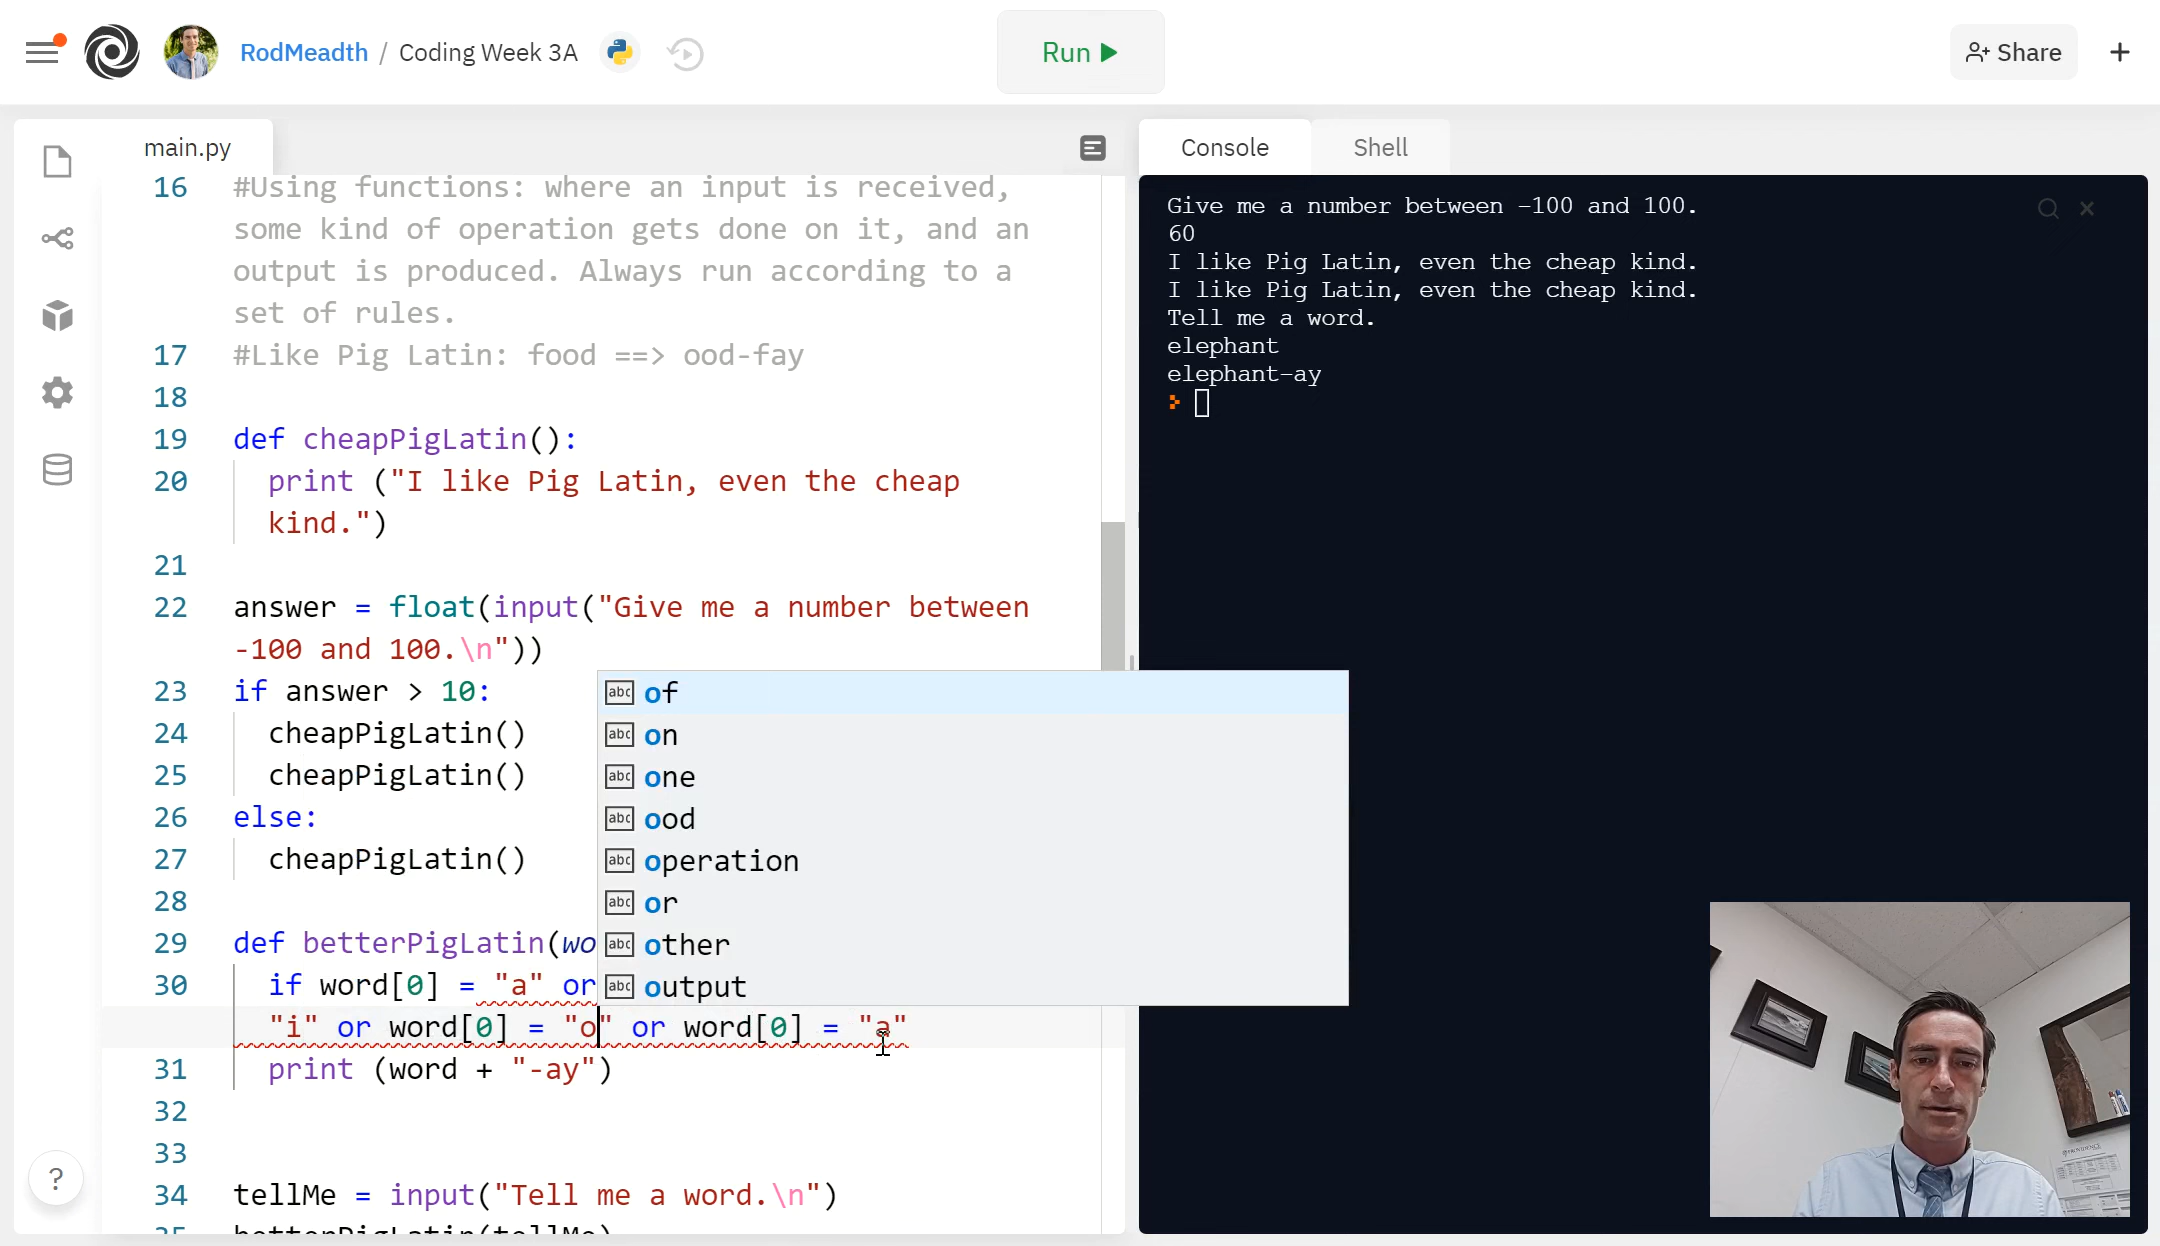 RodMeadth / Coding Week 3A
Run
Share
main.py
Console
Shell
16 #Using functions: where an input is received,
some kind of operation gets done on it, and an
output is produced. Always run according to a
set of rules.
17 #Like Pig Latin: food ==> ood-fay
18
19 def cheapPigLatin():
20 print ("I like Pig Latin, even the cheap
kind.")
21
22 answer = float(input("Give me a number between
-100 and 100.\n"))
23 if answer > 10:
24 cheapPigLatin()
25 cheapPigLatin()
26 else:
27 cheapPigLatin()
28
29 def betterPigLatin(wo
30 if word[0] = "a" or
"i" or word[0] = "o" or word[0] = "a"
31 print (word + "-ay")
32
33
34 tellMe = input("Tell me a word.\n")
35 betterPigLatin(tellMe)
abc of
abc on
abc one
abc ood
abc operation
abc or
abc other
abc output
Give me a number between -100 and 100.
60
I like Pig Latin, even the cheap kind.
I like Pig Latin, even the cheap kind.
Tell me a word.
elephant
elephant-ay
?